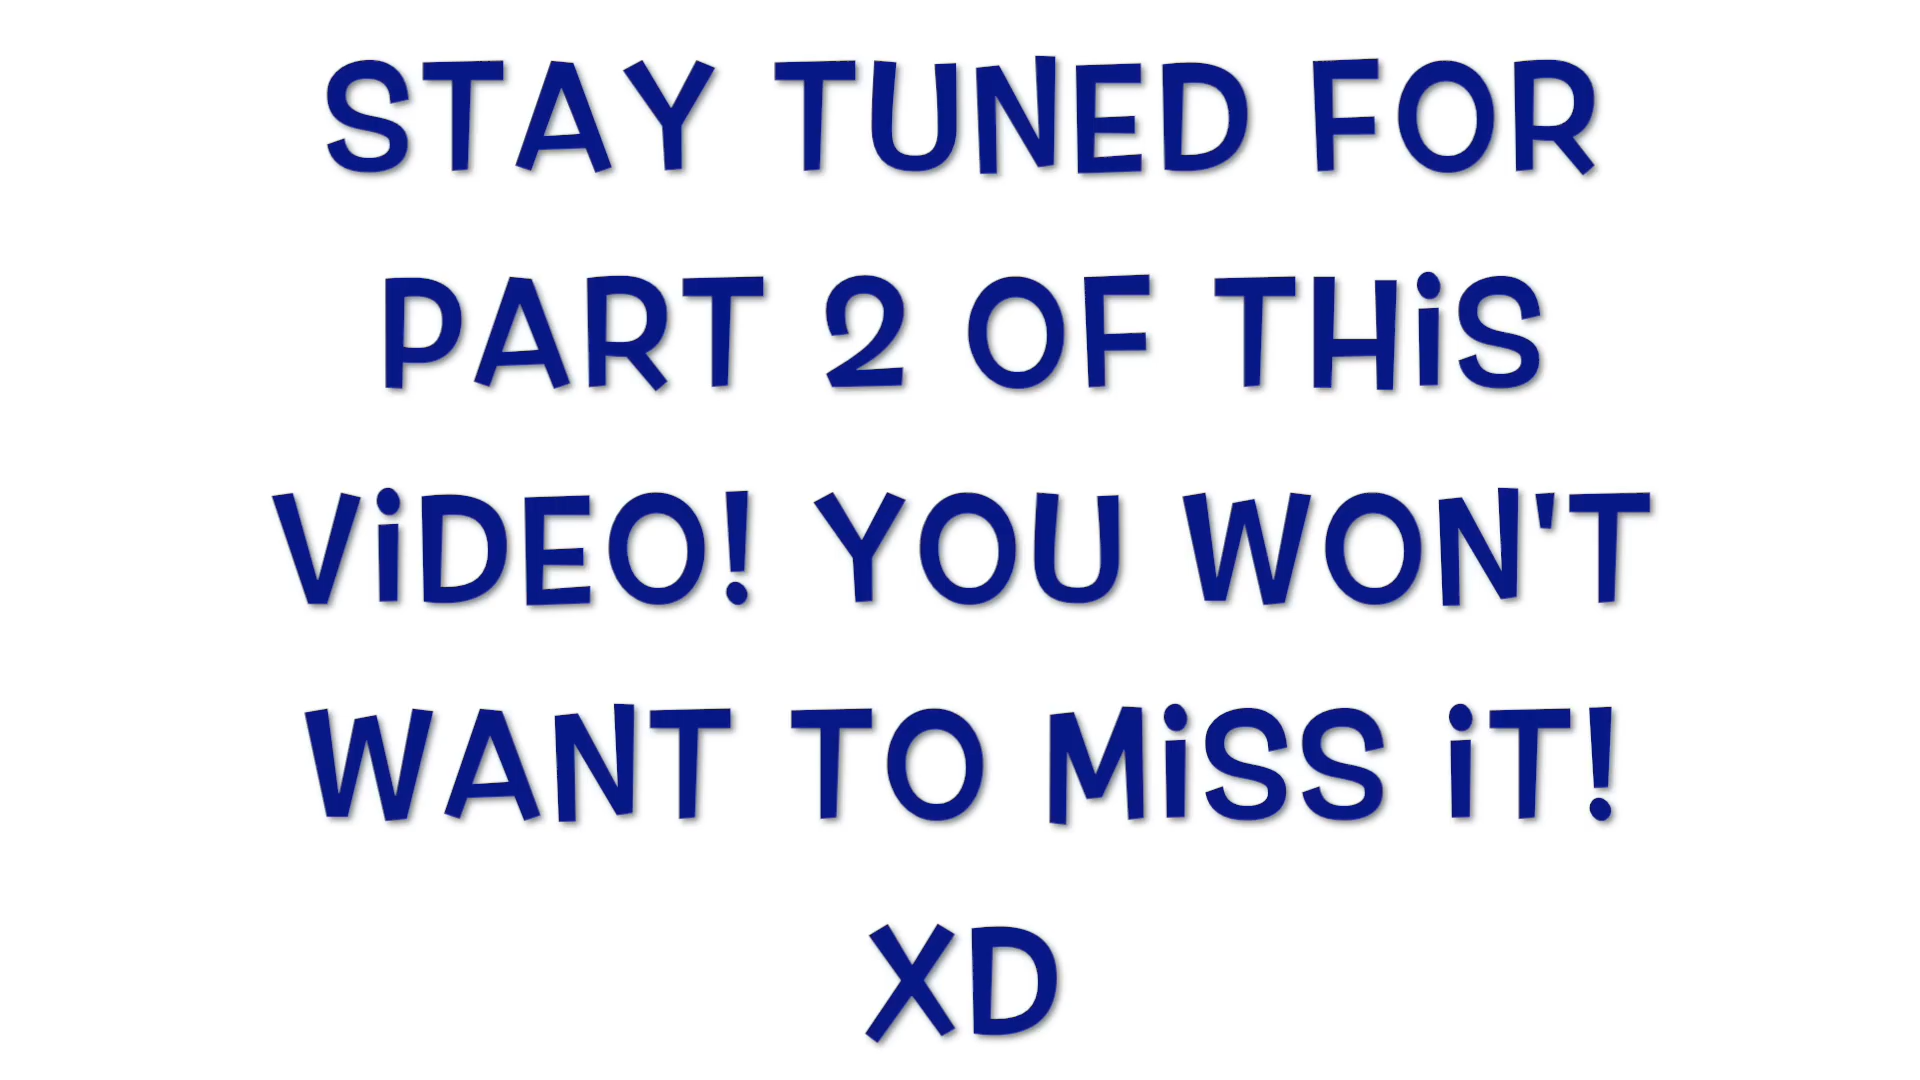 STAY TUNED FOR
PART 2 OF THiS
ViDEO! YOU WON'T
WANT TO MiSS iT!
XD